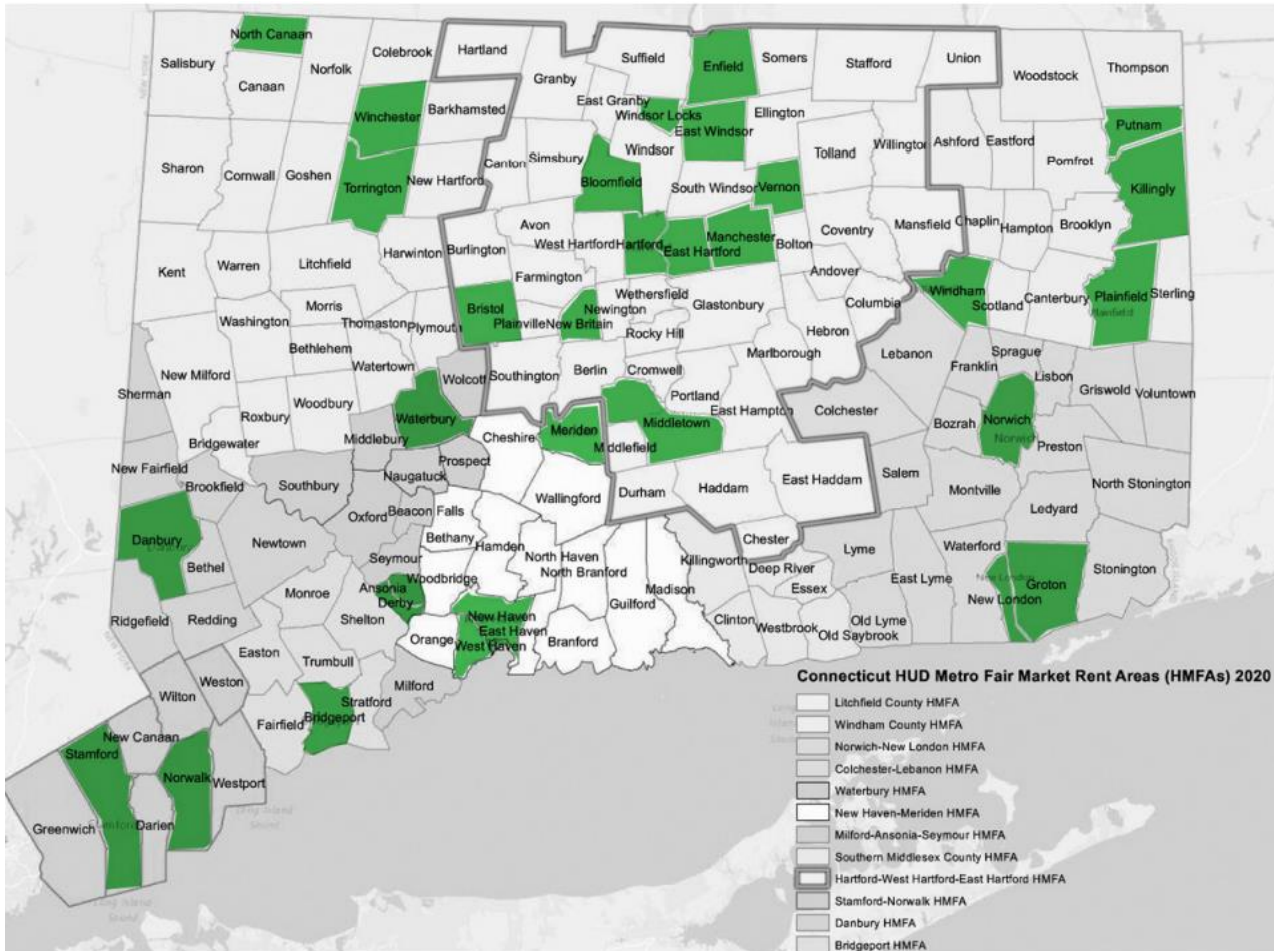 North Canaan
Colebrook
Hartland
Suffield
Enfield
Somers
Stafford
Union
Salisbury
Norfolk
Canaan
Granby
Woodstock
Thompson
Winchester
Barkhamsted
East Granby
Windsor Locks
East Windsor
Ellington
Putnam
Sharon
Cornwall
Goshen
Torrington
New Hartford
Canton
Simsbury
Bloomfield
Windsor
South Windsor
Vernon
Tolland
Willington
Ashford
Eastford
Pomfret
Killingly
Kent
Warren
Litchfield
Harwinton
Burlington
Avon
West Hartford
Hartford
East Hartford
Manchester
Bolton
Coventry
Mansfield
Chaplin
Hampton
Brooklyn
Farmington
Andover
Washington
Morris
Bethlehem
Thomaston
Plymouth
Bristol
Plainville
New Britain
Newington
Wethersfield
Rocky Hill
Glastonbury
Hebron
Columbia
Windham
Scotland
Canterbury
Plainfield
Plainfield
Sterling
Sherman
New Milford
Roxbury
Woodbury
Watertown
Wolcott
Southington
Berlin
Cromwell
Portland
Marlborough
East Hampton
Lebanon
Franklin
Sprague
Lisbon
Griswold
Voluntown
Bridgewater
Middlebury
Waterbury
Cheshire
Meriden
Middlefield
Middletown
Colchester
Bozrah
Norwich
Norwich
Preston
New Fairfield
Brookfield
Southbury
Naugatuck
Prospect
Wallingford
Durham
Haddam
East Haddam
Salem
Montville
Ledyard
North Stonington
Danbury
Danbury
Bethel
Newtown
Oxford
Beacon
Falls
Bethany
Seymour
Hamden
North Haven
North Branford
Killingworth
Chester
Deep River
Essex
Lyme
East Lyme
Waterford
New London
New London
Groton
Stonington
Ridgefield
Redding
Monroe
Shelton
Ansonia
Derby
Woodbridge
Orange
New Haven
West Haven
East Haven
Branford
Guilford
Madison
Clinton
Westbrook
Old Saybrook
Old Lyme
Easton
Trumbull
Stratford
Milford
Wilton
Weston
Fairfield
Bridgeport
New Canaan
Stamford
Norwalk
Westport
Greenwich
Darien
Long Island
Sound
Long Island
Sound
Connecticut HUD Metro Fair Market Rent Areas (HMFAs) 2020
Litchfield County HMFA
Windham County HMFA
Norwich-New London HMFA
Colchester-Lebanon HMFA
Waterbury HMFA
New Haven-Meriden HMFA
Milford-Ansonia-Seymour HMFA
Southern Middlesex County HMFA
Hartford-West Hartford-East Hartford HMFA
Stamford-Norwalk HMFA
Danbury HMFA
Bridgeport HMFA